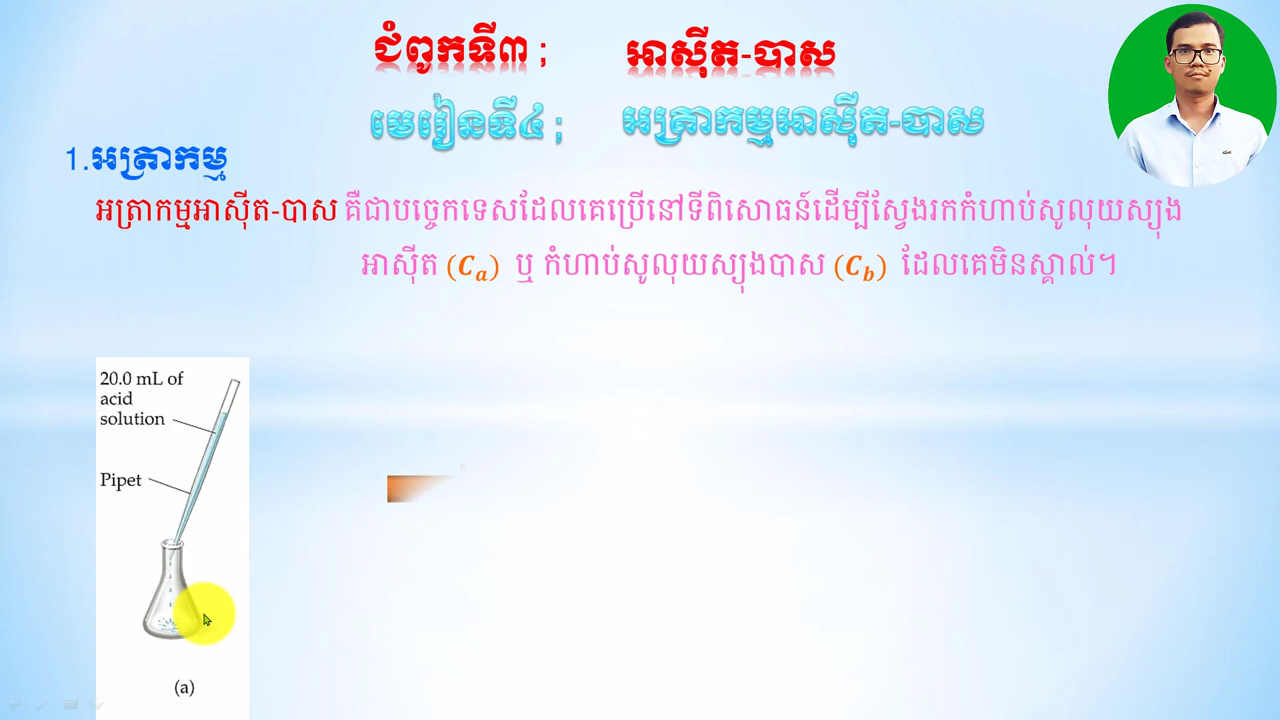 ជំពូកទី៣ ; អាស៊ីត-បាស
មេរៀនទី៤ ; អត្រាកម្មអាស៊ីត-បាស
1.អត្រាកម្ម
អត្រាកម្មអាស៊ីត-បាស គឺជាបច្ចេកទេសដែលគេប្រើនៅទីពិសោធន៍ដើម្បីស្វែងរកកំហាប់សូលុយស្យុង
អាស៊ីត (Ca) ឬ កំហាប់សូលុយស្យុងបាស (Cb) ដែលគេមិនស្គាល់។
20.0 mL of
acid
solution
Pipet
(a)